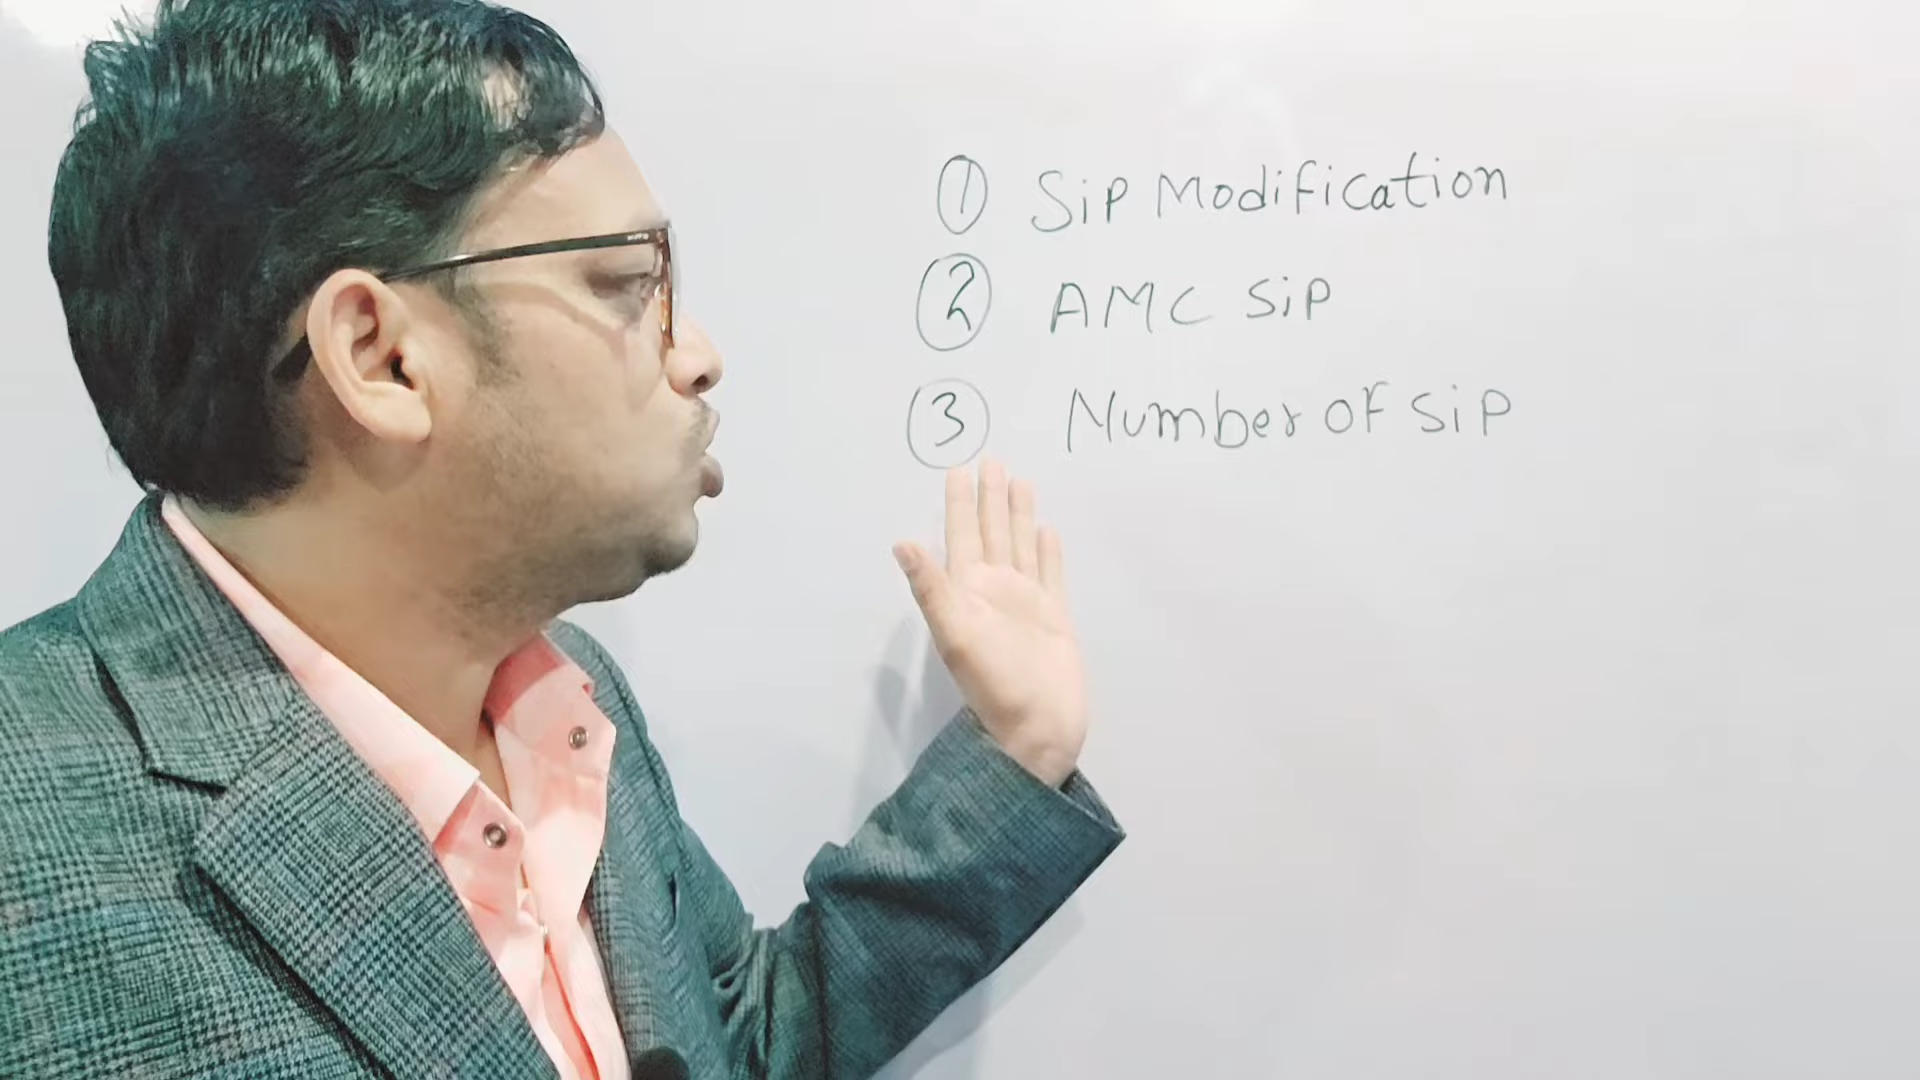 ① Sip Modification
② AMC Sip
③ Number of Sip